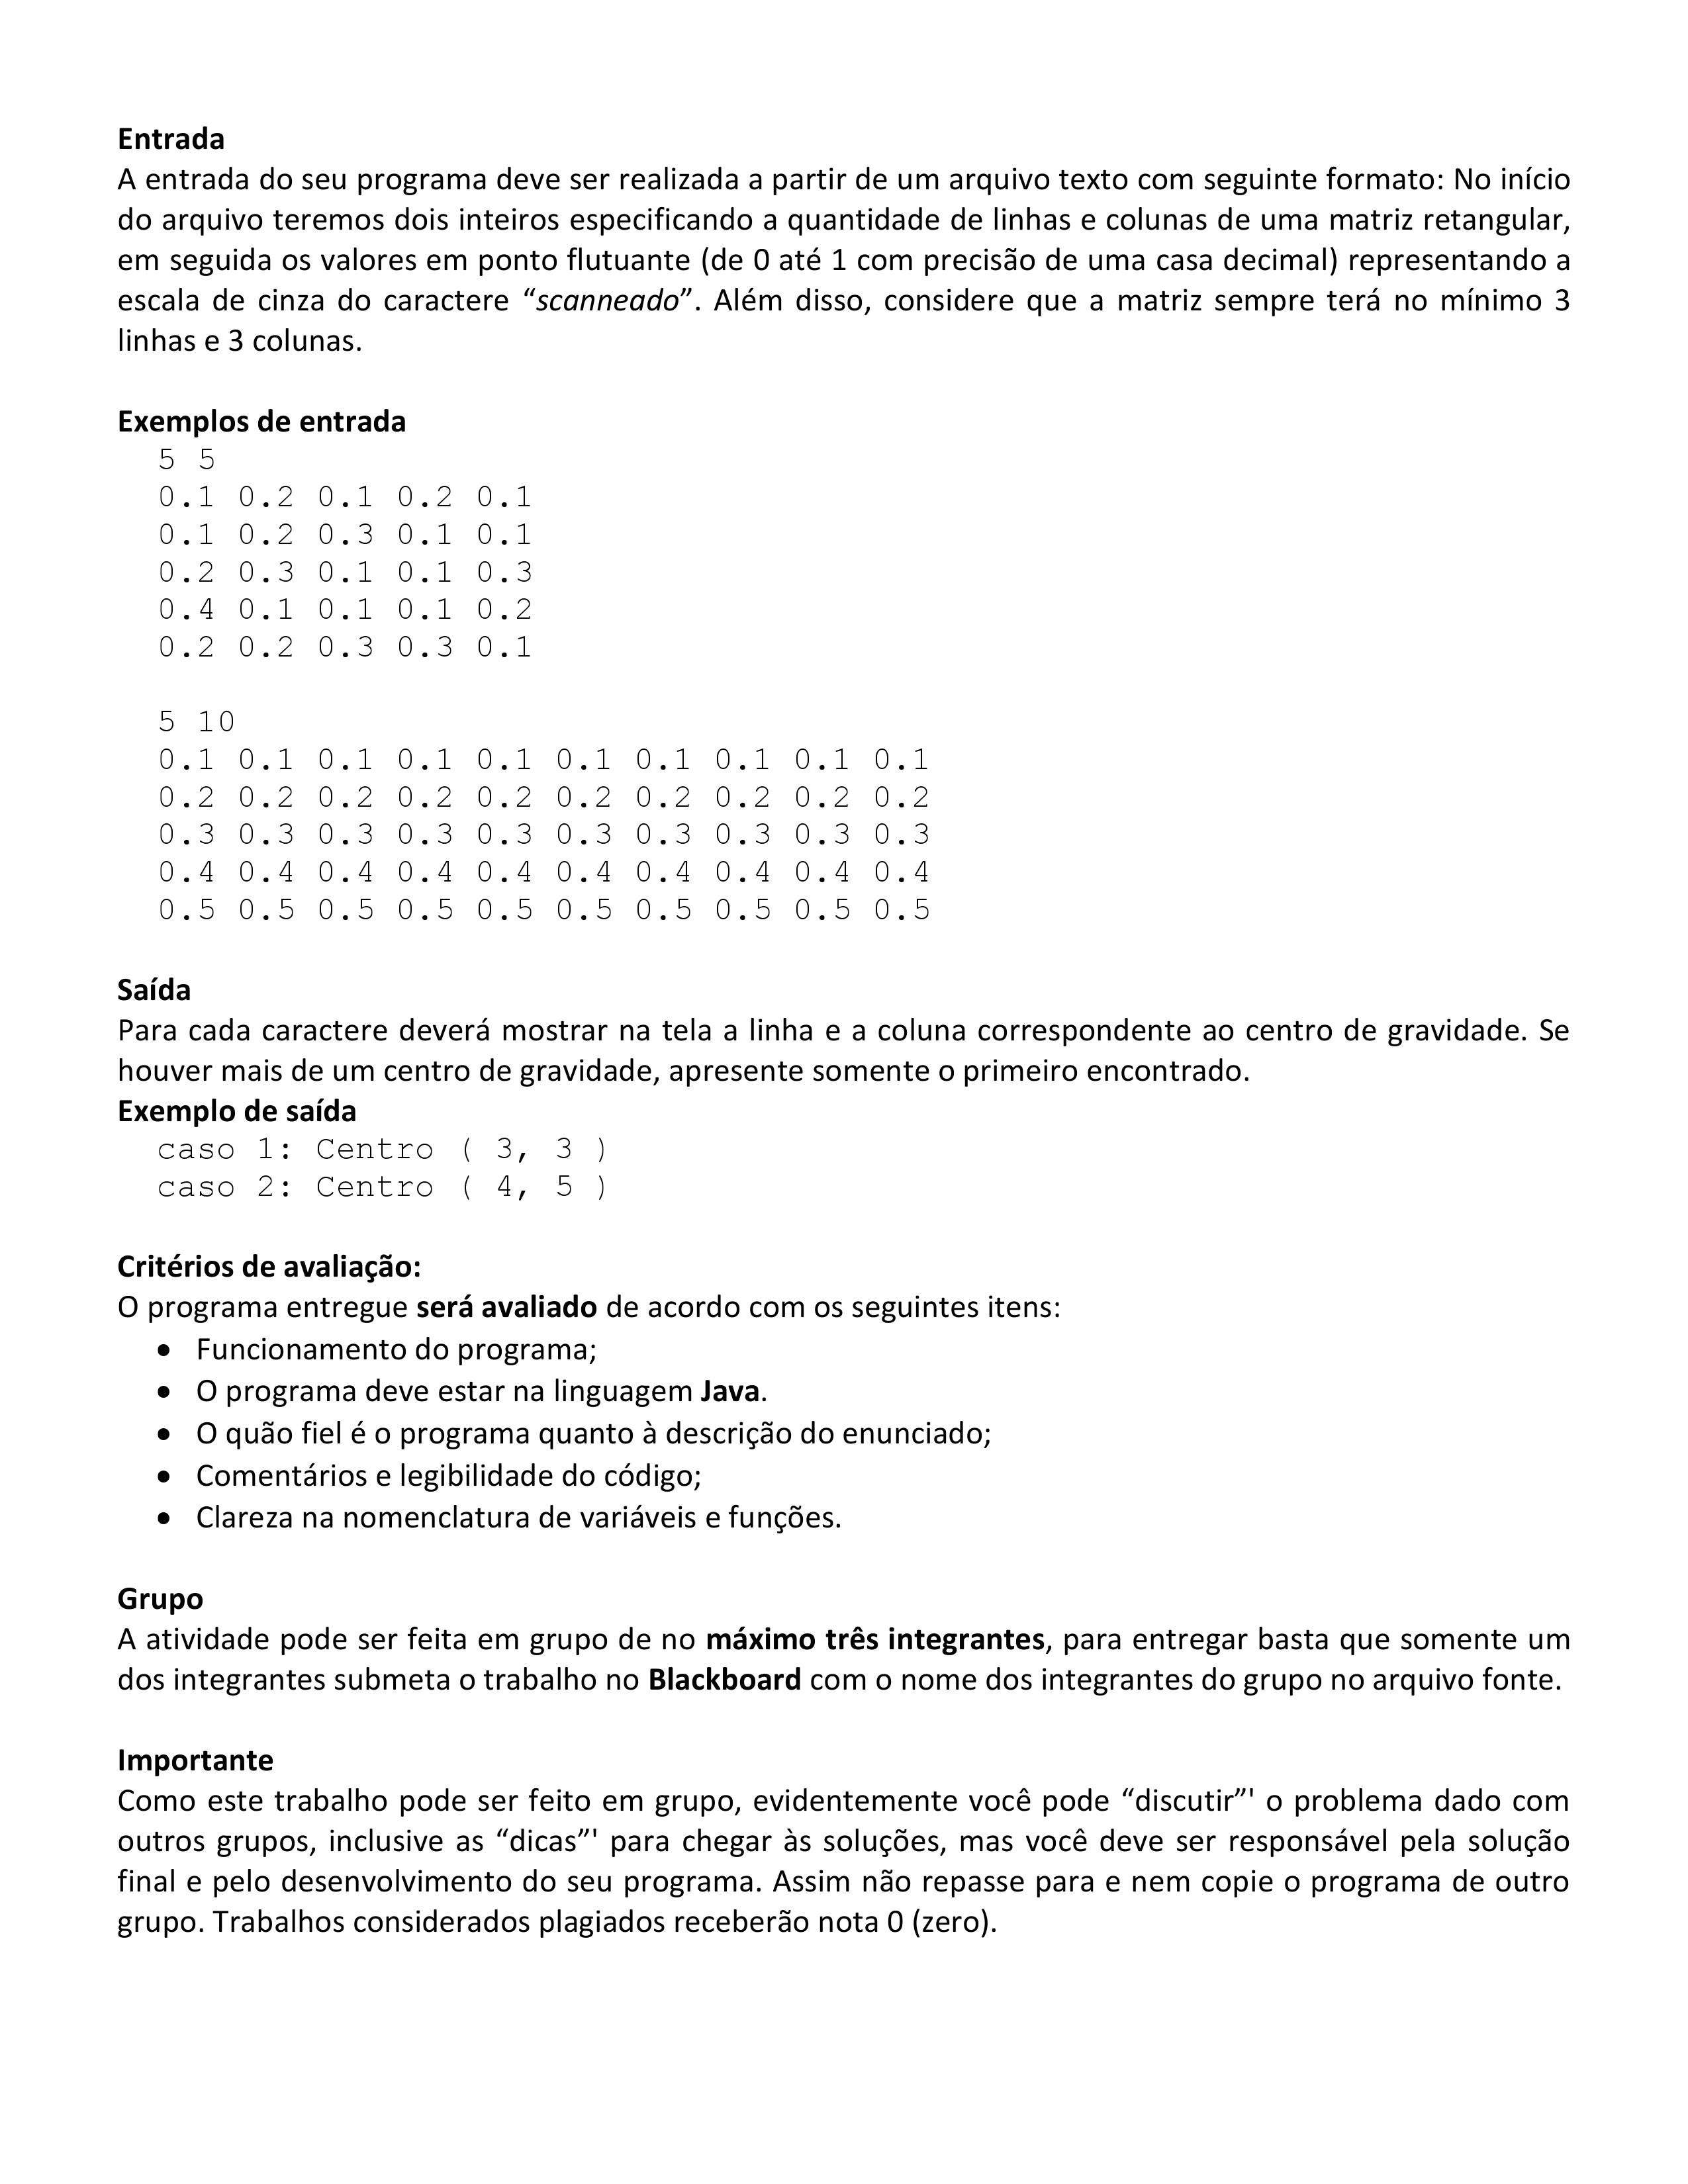 Entrada
A entrada do seu programa deve ser realizada a partir de um arquivo texto com seguinte formato: No início
do arquivo teremos dois inteiros especificando a quantidade de linhas e colunas de uma matriz retangular,
em seguida os valores em ponto flutuante (de 0 até 1 com precisão de uma casa decimal) representando a
escala de cinza do caractere “scanneado”. Além disso, considere que a matriz sempre terá no mínimo 3
linhas e 3 colunas.
Exemplos de entrada
5 5
0.1 0.2 0.1 0.2 0.1
0.1 0.2 0.3 0.1 0.1
0.2 0.3 0.1 0.1 0.3
0.4 0.1 0.1 0.1 0.2
0.2 0.2 0.3 0.3 0.1
5 10
0.1 0.1 0.1 0.1 0.1 0.1 0.1 0.1 0.1 0.1
0.2 0.2 0.2 0.2 0.2 0.2 0.2 0.2 0.2 0.2
0.3 0.3 0.3 0.3 0.3 0.3 0.3 0.3 0.3 0.3
0.4 0.4 0.4 0.4 0.4 0.4 0.4 0.4 0.4 0.4
0.5 0.5 0.5 0.5 0.5 0.5 0.5 0.5 0.5 0.5
Saída
Para cada caractere deverá mostrar na tela a linha e a coluna correspondente ao centro de gravidade. Se
houver mais de um centro de gravidade, apresente somente o primeiro encontrado.
Exemplo de saída
caso 1: Centro ( 3, 3 )
caso 2: Centro ( 4, 5 )
Critérios de avaliação:
O programa entregue será avaliado de acordo com os seguintes itens:
• Funcionamento do programa;
• O programa deve estar na linguagem Java.
• O quão fiel é o programa quanto à descrição do enunciado;
• Comentários e legibilidade do código;
• Clareza na nomenclatura de variáveis e funções.
Grupo
A atividade pode ser feita em grupo de no máximo três integrantes, para entregar basta que somente um
dos integrantes submeta o trabalho no Blackboard com o nome dos integrantes do grupo no arquivo fonte.
Importante
Como este trabalho pode ser feito em grupo, evidentemente você pode “discutir”' o problema dado com
outros grupos, inclusive as “dicas”' para chegar às soluções, mas você deve ser responsável pela solução
final e pelo desenvolvimento do seu programa. Assim não repasse para e nem copie o programa de outro
grupo. Trabalhos considerados plagiados receberão nota 0 (zero).